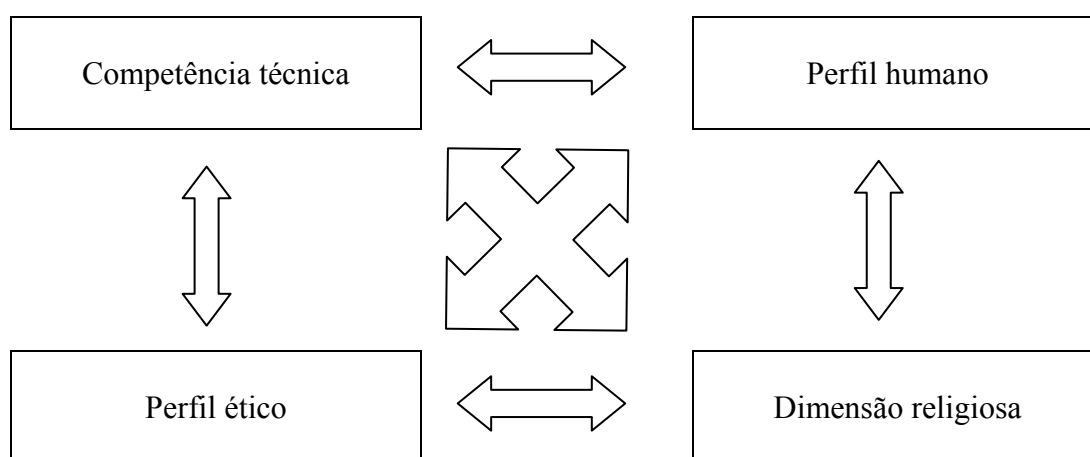 Competência técnica
Perfil humano
Perfil ético
Dimensão religiosa